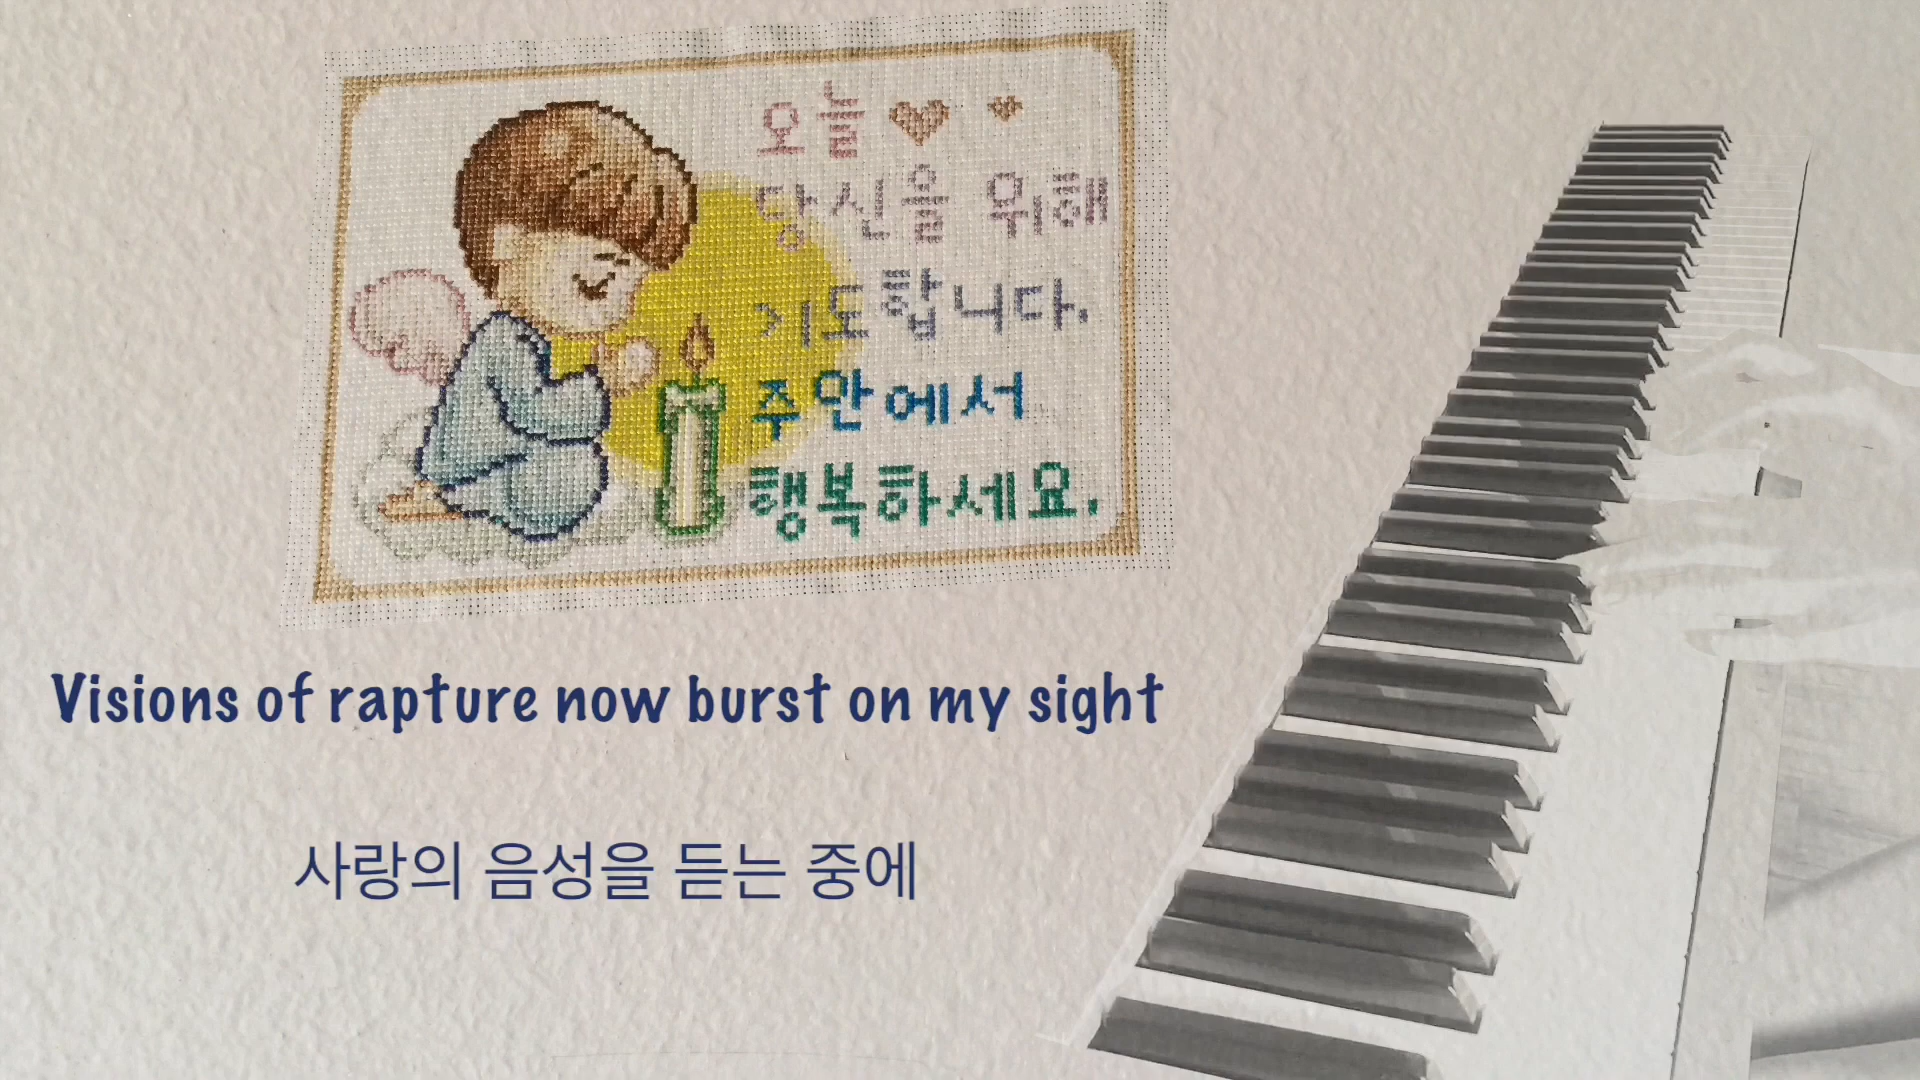 오늘
당신을 위해
기도합니다.
주안에서
행복하세요.
Visions of rapture now burst on my sight
사랑의 음성을 듣는 중에